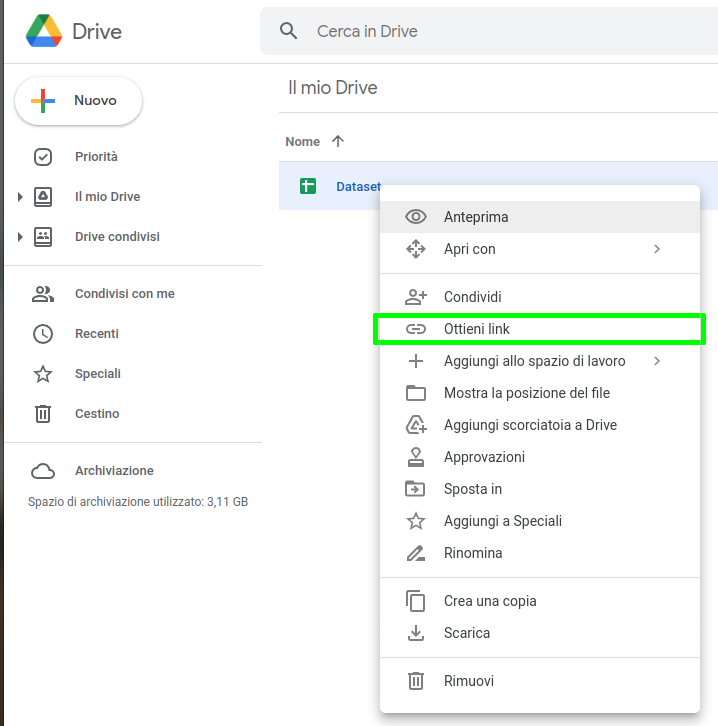 Drive
Cerca in Drive
Nuovo
Priorità
Il mio Drive
Drive condivisi
Condivisi con me
Recenti
Speciali
Cestino
Archiviazione
Spazio di archiviazione utilizzato: 3,11 GB
Il mio Drive
Nome
Dataset
Anteprima
Apri con
Condividi
Ottieni link
Aggiungi allo spazio di lavoro
Mostra la posizione del file
Aggiungi scorciatoia a Drive
Approvazioni
Sposta in
Aggiungi a Speciali
Rinomina
Crea una copia
Scarica
Rimuovi